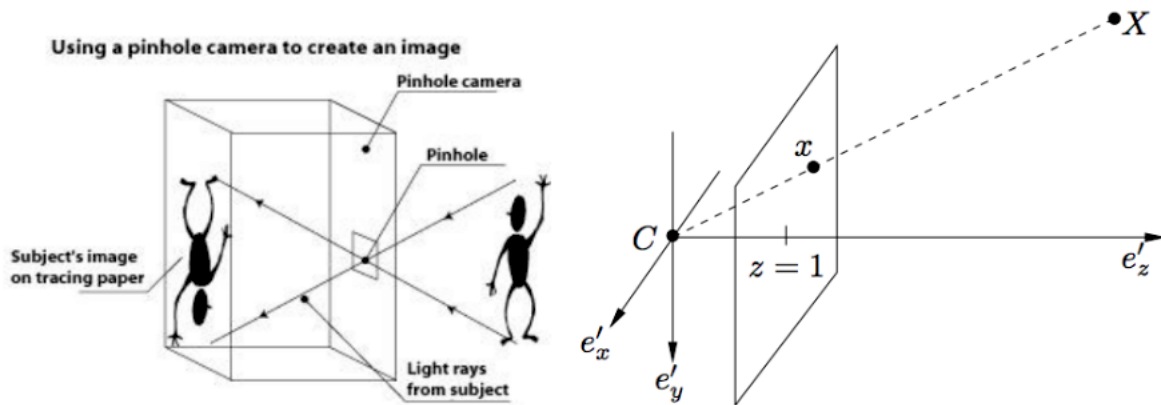 Using a pinhole camera to create an image
Pinhole camera
Pinhole
Subject's image
on tracing paper
Light rays
from subject
X
x
C
z = 1
e′z
e′x
e′y